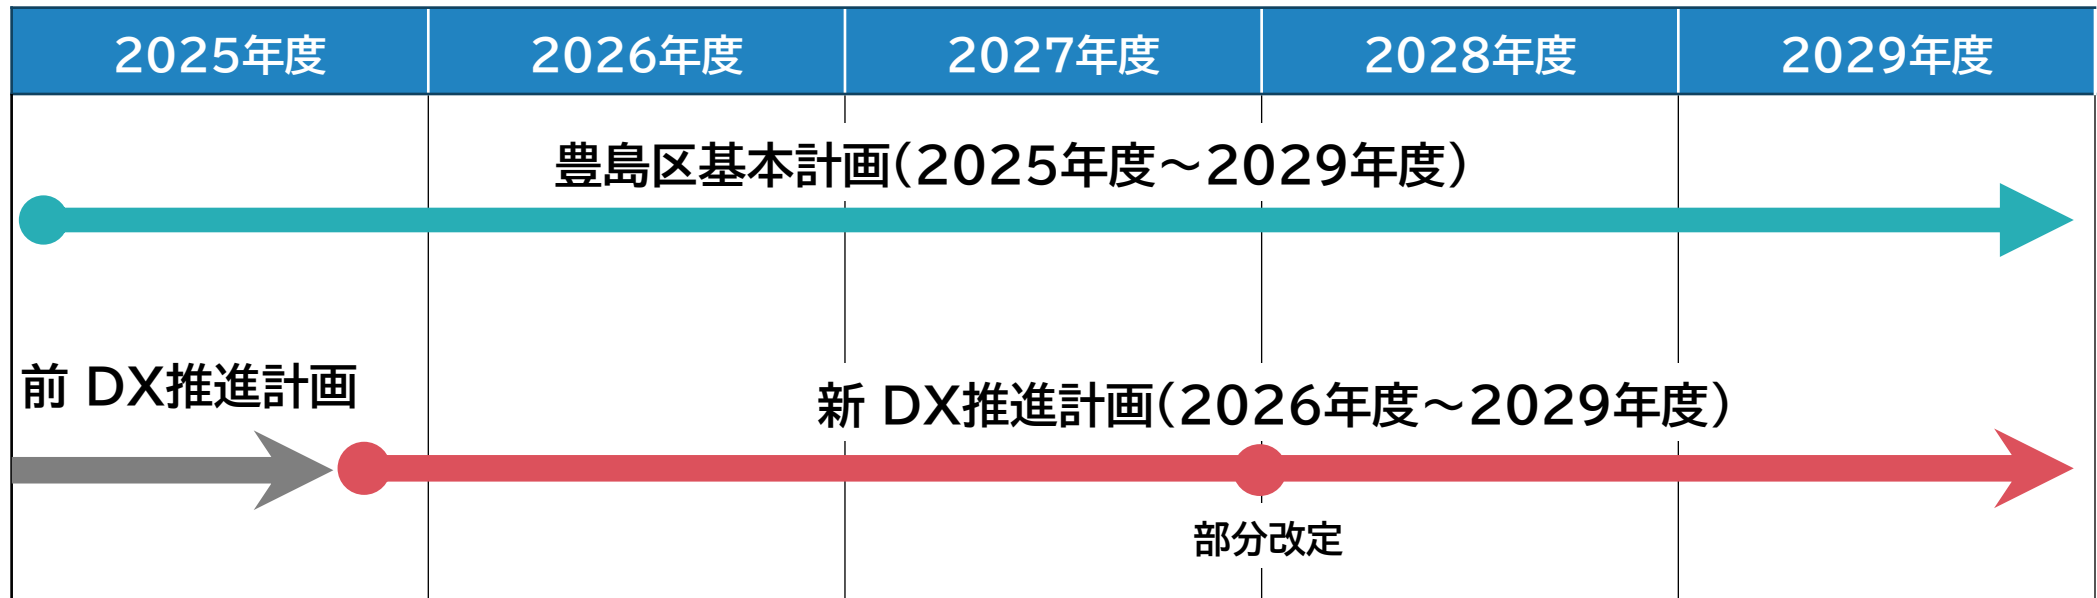 2025年度 2026年度 2027年度 2028年度 2029年度
豊島区基本計画(2025年度～2029年度)
前 DX推進計画
新 DX推進計画(2026年度～2029年度)
部分改定